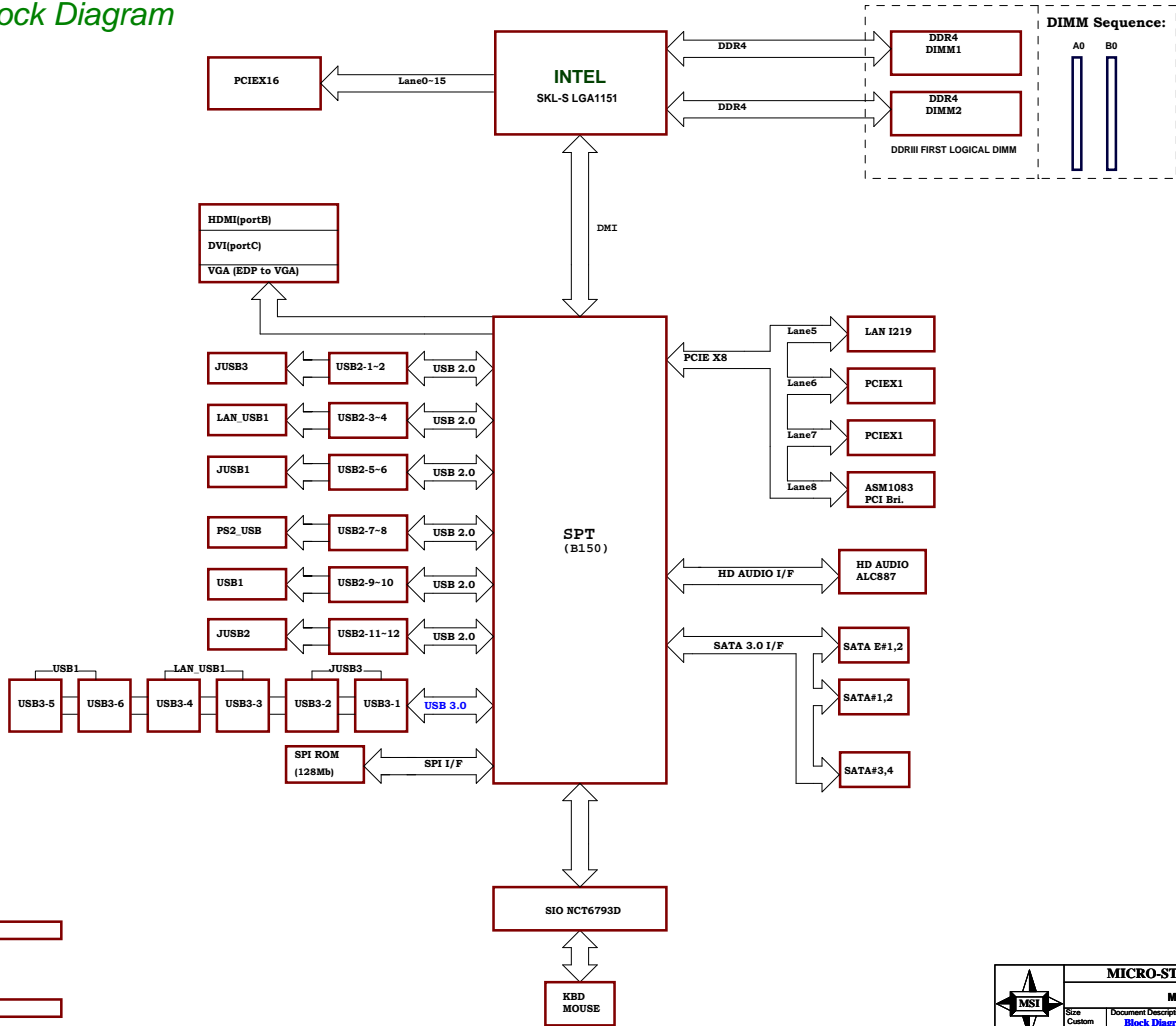 Block Diagram
DIMM Sequence:
A0 B0
DDR4
DIMM1
DDR4
DDR4
DIMM2
DDR4
DDRIII FIRST LOGICAL DIMM
PCIEX16
Lane0~15
INTEL
SKL-S LGA1151
DMI
HDMI(portB)
DVI(portC)
VGA (EDP to VGA)
JUSB3 USB2-1~2 USB 2.0
LAN_USB1 USB2-3~4 USB 2.0
JUSB1 USB2-5~6 USB 2.0
PS2_USB USB2-7~8 USB 2.0
USB1 USB2-9~10 USB 2.0
JUSB2 USB2-11~12 USB 2.0
USB1 LAN_USB1 JUSB3
USB3-5 USB3-6 USB3-4 USB3-3 USB3-2 USB3-1 USB 3.0
SPI ROM
(128Mb)
SPI I/F
SPT
(B150)
PCIE X8
Lane5 LAN I219
Lane6 PCIEX1
Lane7 PCIEX1
Lane8 ASM1083
PCI Bri.
HD AUDIO I/F
HD AUDIO
ALC887
SATA 3.0 I/F
SATA E#1,2
SATA#1,2
SATA#3,4
SIO NCT6793D
KBD
MOUSE
MSI
MICRO-ST
M
Size
Custom
Document Descript
Block Diagr